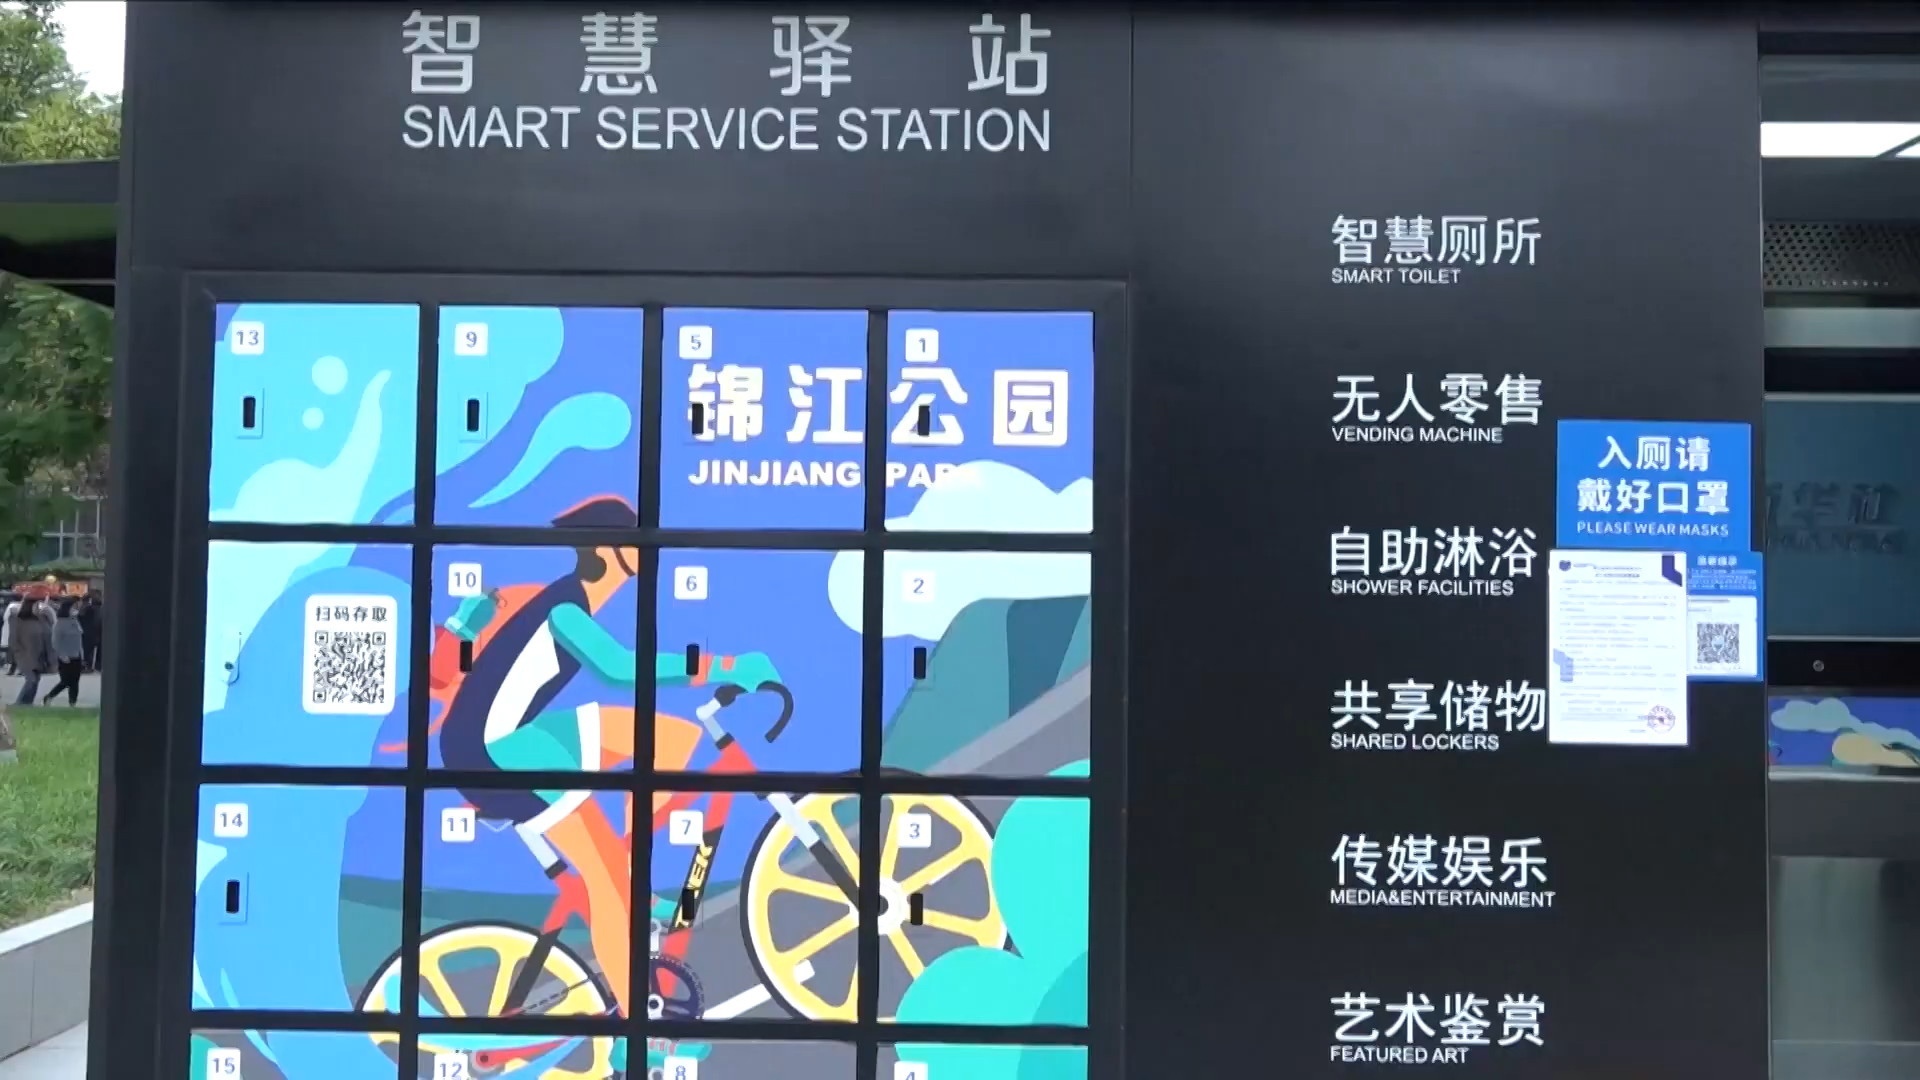 智慧驿站
SMART SERVICE STATION
13
9
5
1
锦江公园
JINJIANG PARK
扫码存取
10
6
2
14
11
7
3
TREK
15
12
8
4
智慧厕所
SMART TOILET
无人零售
VENDING MACHINE
自助淋浴
SHOWER FACILITIES
共享储物
SHARED LOCKERS
传媒娱乐
MEDIA&ENTERTAINMENT
艺术鉴赏
FEATURED ART
入厕请
戴好口罩
PLEASE WEAR MASKS